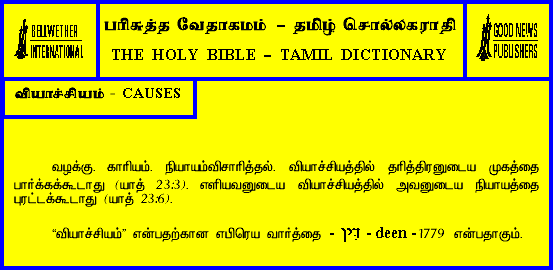 BELLWETHER
INTERNATIONAL
பரிசுத்த வேதாகமம் – தமிழ் சொல்லகராதி
THE HOLY BIBLE – TAMIL DICTIONARY
GOOD NEWS
PUBLISHERS
வியாச்சியம் - CAUSES
வழக்கு. காரியம். நியாயம்விசாரித்தல். வியாச்சியத்தில் தரித்திரனுடைய முகத்தை
பார்க்கக்கூடாது (யாத் 23:3). எளியவனுடைய வியாச்சியத்தில் அவனுடைய நியாயத்தை
புரட்டக்கூடாது (யாத் 23:6).
“வியாச்சியம்” என்பதற்கான எபிரெய வார்த்தை - דִּין - deen - 1779 என்பதாகும்.